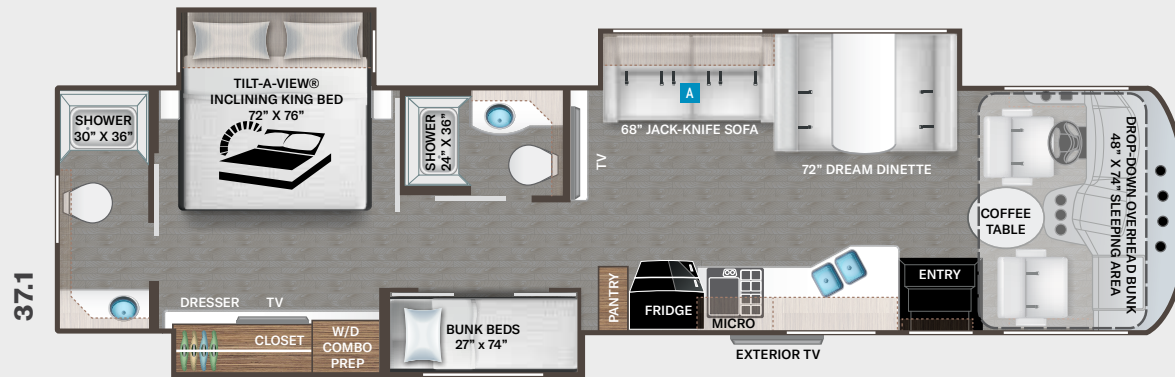 37.1
SHOWER
30" X 36"
TILT-A-VIEW®
INCLINING KING BED
72" X 76"
SHOWER
24" X 36"
TV
A
68" JACK-KNIFE SOFA
72" DREAM DINETTE
DROP-DOWN OVERHEAD BUNK
48" X 74" SLEEPING AREA
COFFEE
TABLE
DRESSER TV
CLOSET
W/D
COMBO
PREP
BUNK BEDS
27" x 74"
PANTRY
FRIDGE
MICRO
ENTRY
EXTERIOR TV